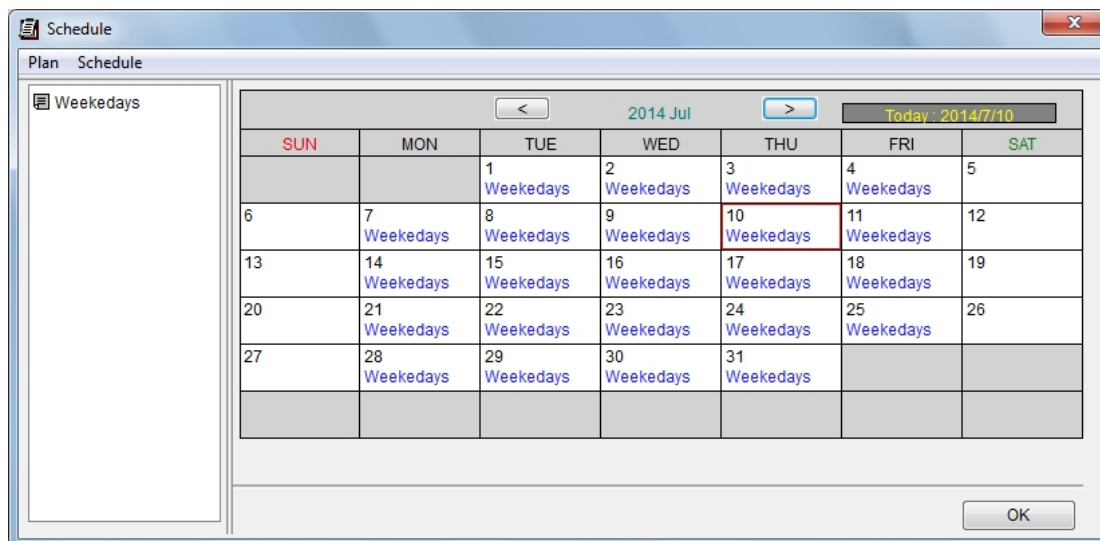 Schedule
Plan Schedule
Weekedays
< 2014 Jul > Today : 2014/7/10
SUN MON TUE WED THU FRI SAT
1 2 3 4 5
Weekedays Weekedays Weekedays Weekedays
6 7 8 9 10 11 12
Weekedays Weekedays Weekedays Weekedays Weekedays
13 14 15 16 17 18 19
Weekedays Weekedays Weekedays Weekedays Weekedays
20 21 22 23 24 25 26
Weekedays Weekedays Weekedays Weekedays Weekedays
27 28 29 30 31
Weekedays Weekedays Weekedays Weekedays
OK